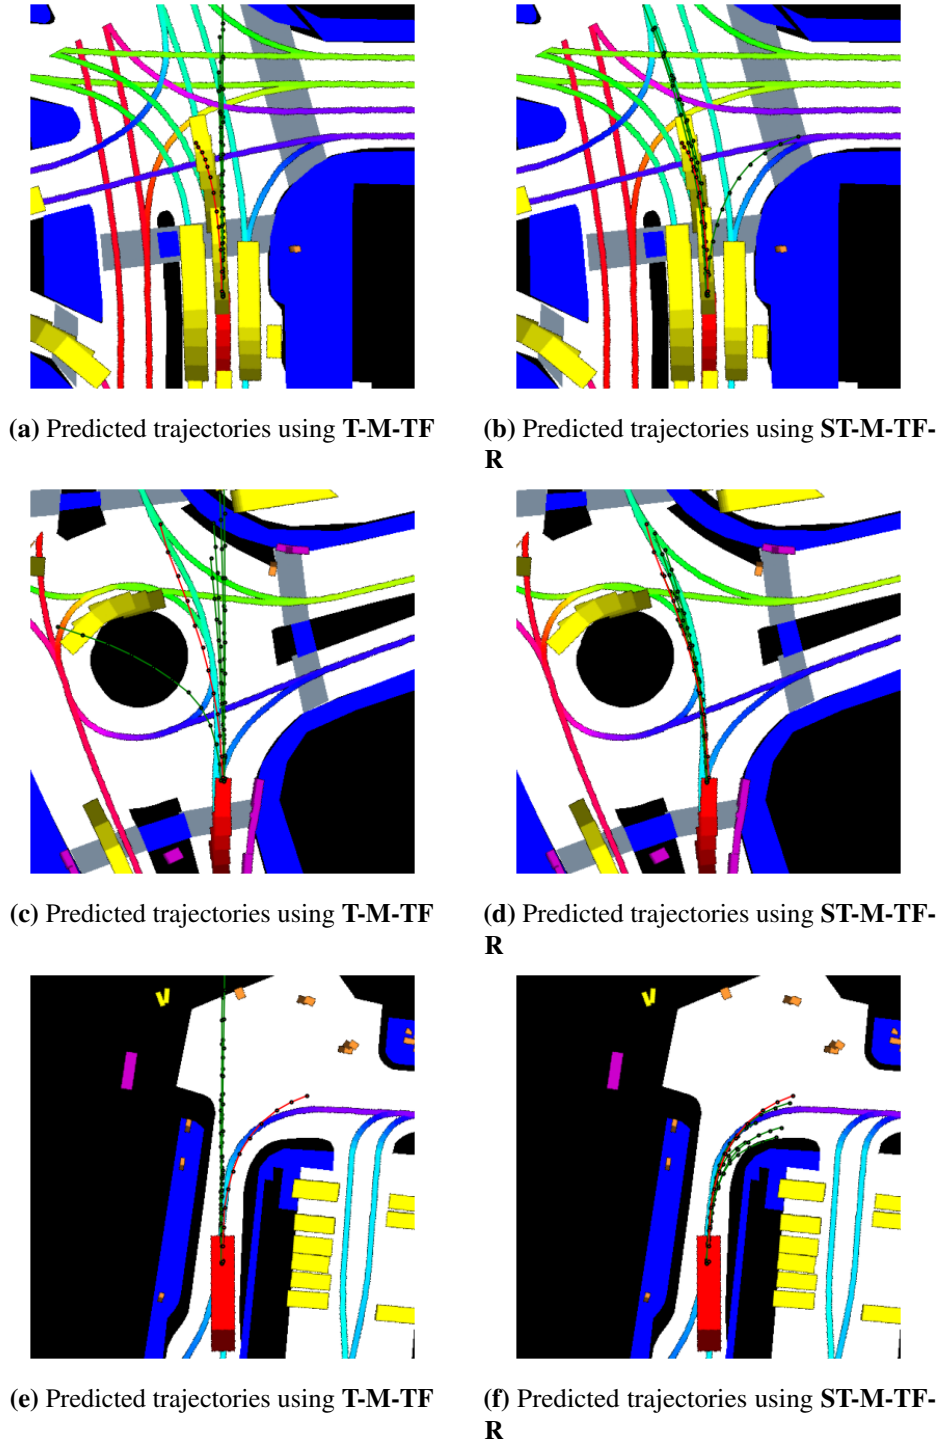 (a) Predicted trajectories using T-M-TF
(b) Predicted trajectories using ST-M-TF-
R
(c) Predicted trajectories using T-M-TF
(d) Predicted trajectories using ST-M-TF-
R
(e) Predicted trajectories using T-M-TF
(f) Predicted trajectories using ST-M-TF-
R